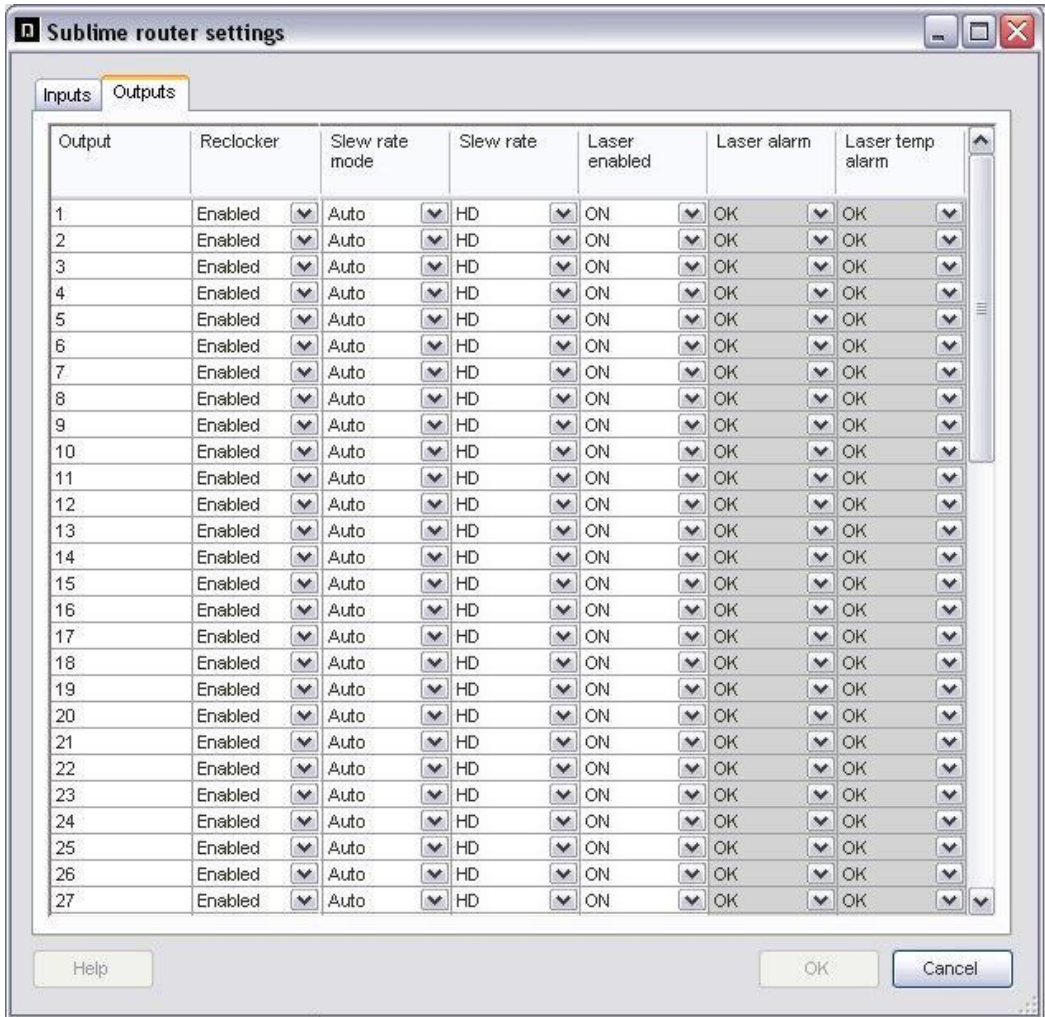 Sublime router settings
Inputs Outputs
Output Reclocker Slew rate mode Slew rate Laser enabled Laser alarm Laser temp alarm
1 Enabled Auto HD ON OK OK
2 Enabled Auto HD ON OK OK
3 Enabled Auto HD ON OK OK
4 Enabled Auto HD ON OK OK
5 Enabled Auto HD ON OK OK
6 Enabled Auto HD ON OK OK
7 Enabled Auto HD ON OK OK
8 Enabled Auto HD ON OK OK
9 Enabled Auto HD ON OK OK
10 Enabled Auto HD ON OK OK
11 Enabled Auto HD ON OK OK
12 Enabled Auto HD ON OK OK
13 Enabled Auto HD ON OK OK
14 Enabled Auto HD ON OK OK
15 Enabled Auto HD ON OK OK
16 Enabled Auto HD ON OK OK
17 Enabled Auto HD ON OK OK
18 Enabled Auto HD ON OK OK
19 Enabled Auto HD ON OK OK
20 Enabled Auto HD ON OK OK
21 Enabled Auto HD ON OK OK
22 Enabled Auto HD ON OK OK
23 Enabled Auto HD ON OK OK
24 Enabled Auto HD ON OK OK
25 Enabled Auto HD ON OK OK
26 Enabled Auto HD ON OK OK
27 Enabled Auto HD ON OK OK
Help OK Cancel